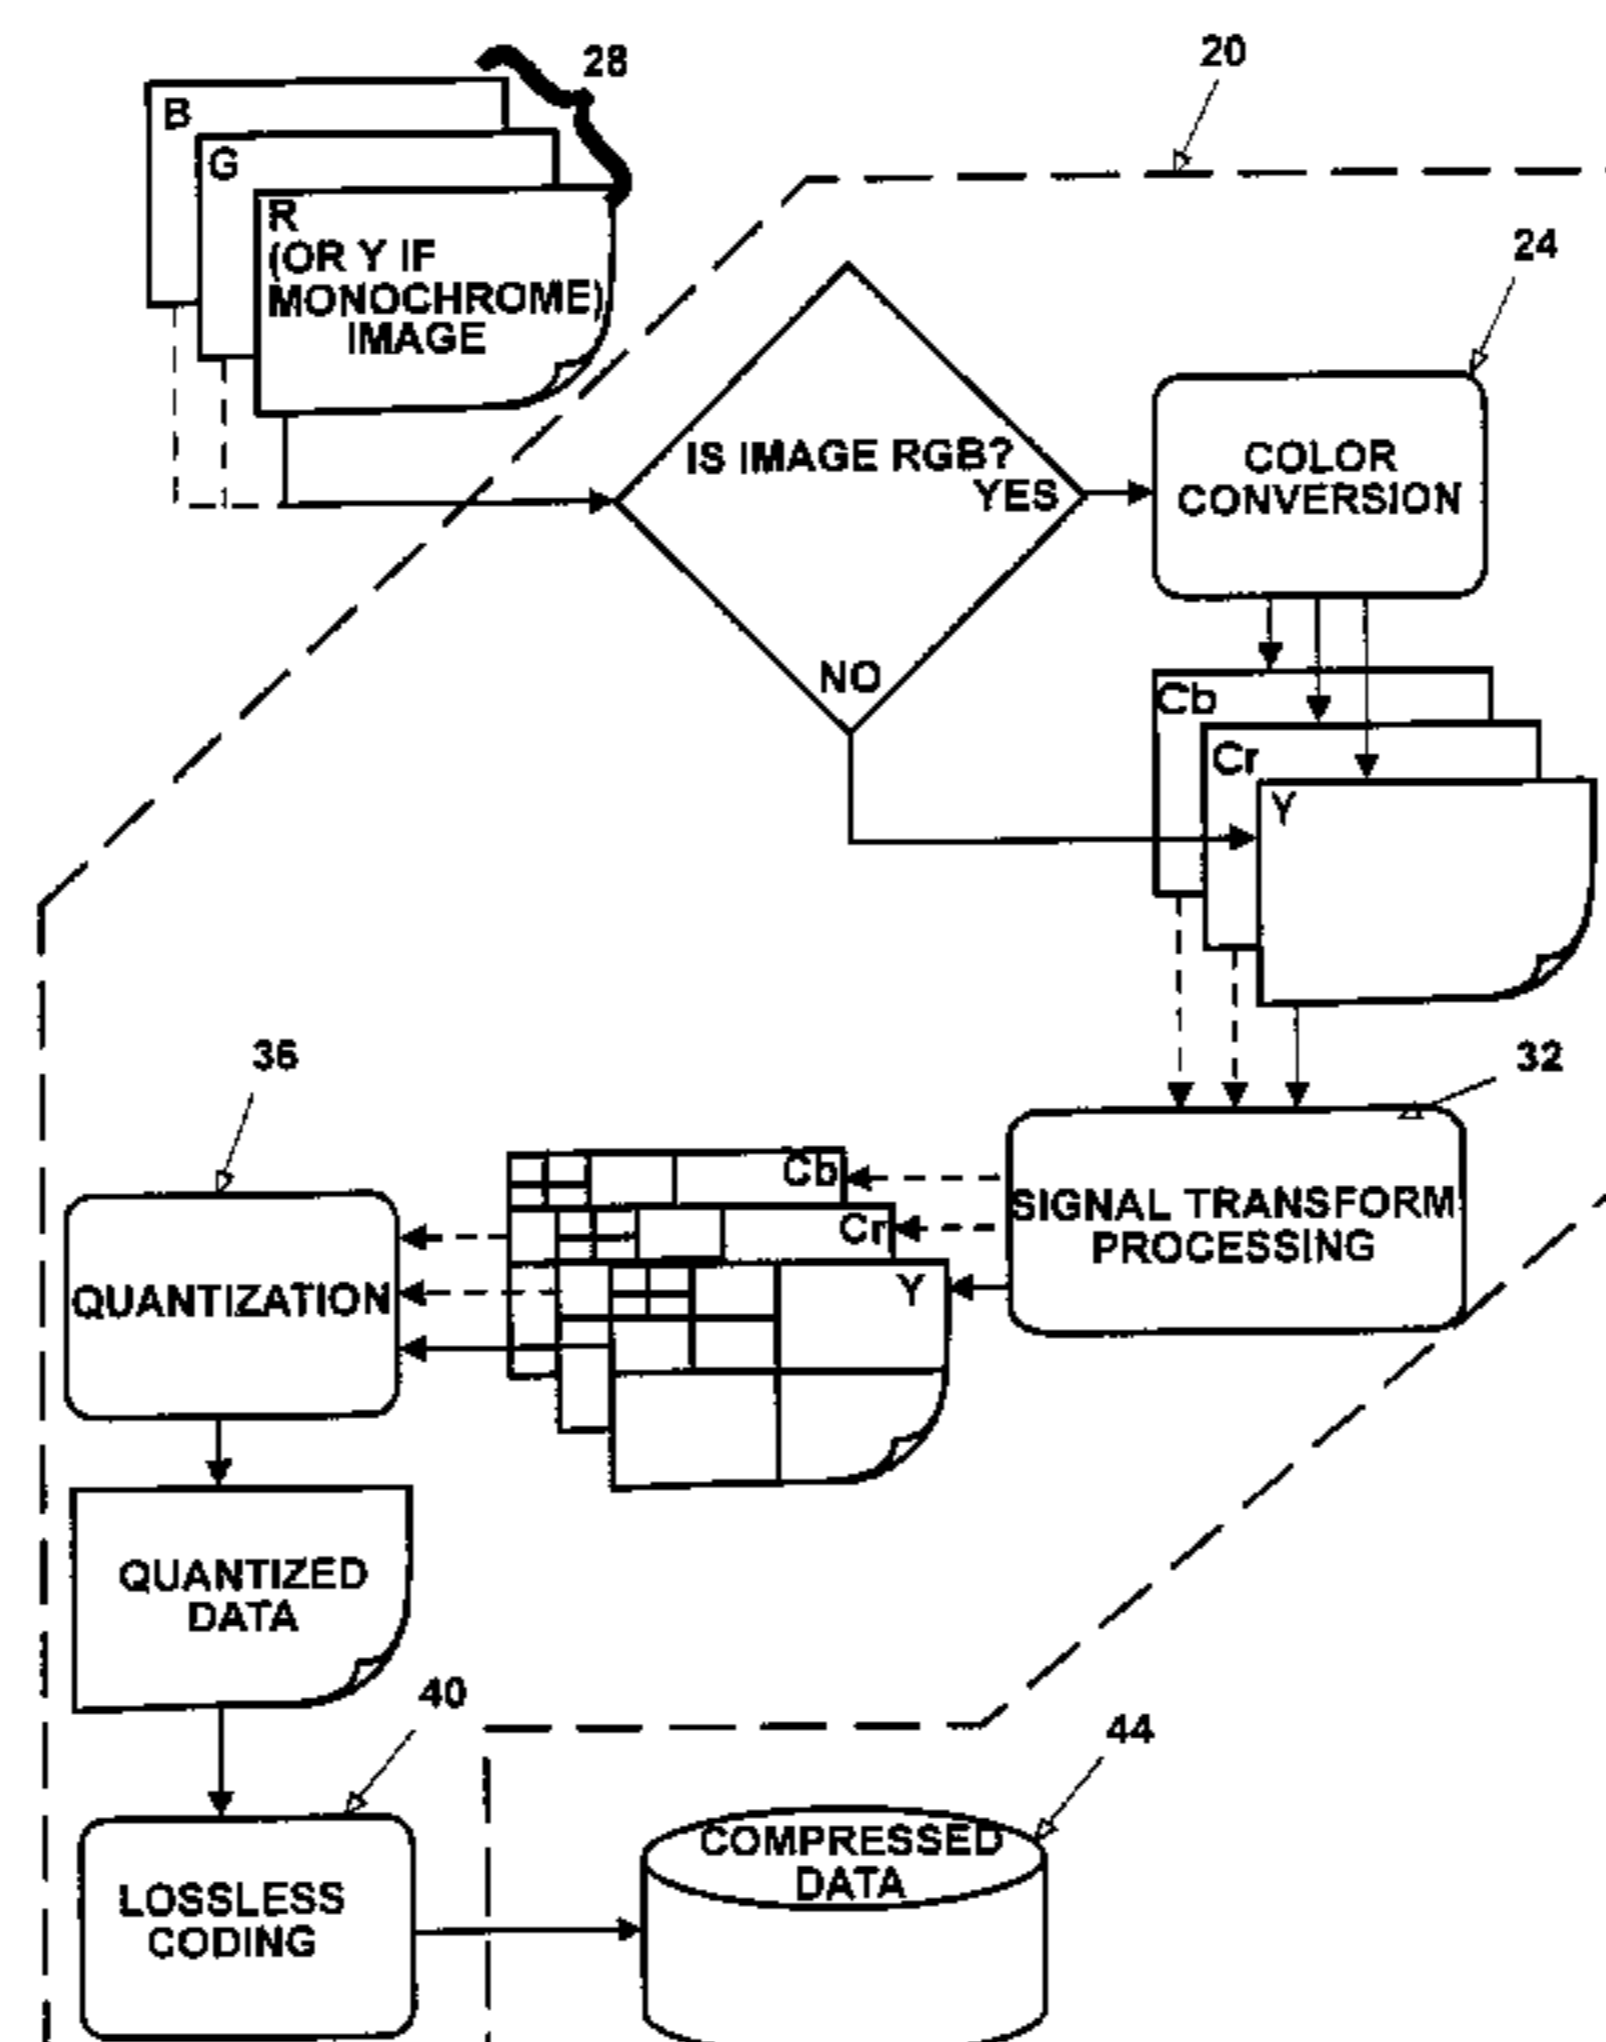 28
20
B
G
R
(OR Y IF
MONOCHROME)
IMAGE
24
IS IMAGE RGB?
YES
NO
COLOR
CONVERSION
Cb
Cr
Y
36
32
Cb
Cr
Y
SIGNAL TRANSFORM
PROCESSING
QUANTIZATION
QUANTIZED
DATA
40
44
LOSSLESS
CODING
COMPRESSED
DATA